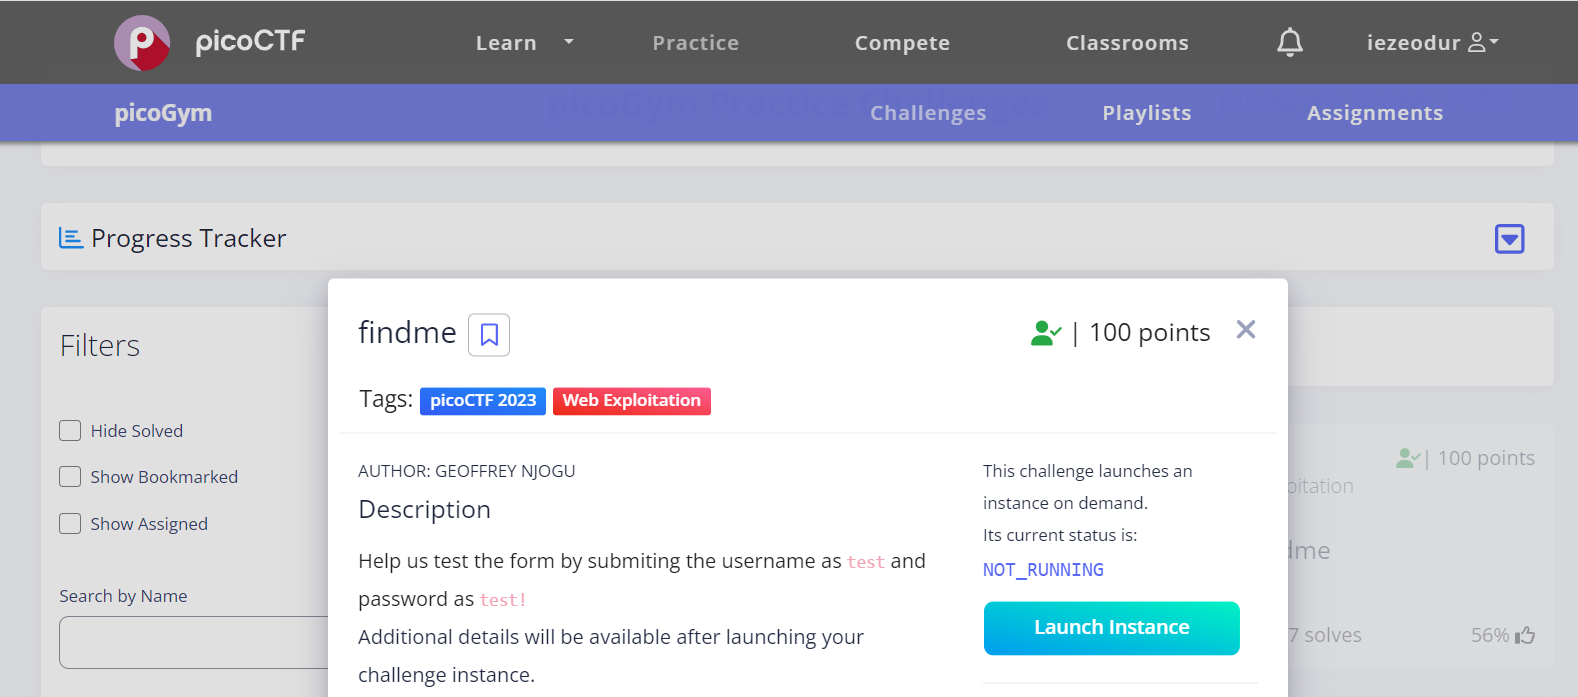 picoCTF
Learn
Practice
Compete
Classrooms
iezeodur
picoGym
picoGym Practice Challenges
Challenges
Playlists
Assignments
Progress Tracker
Filters
Hide Solved
Show Bookmarked
Show Assigned
Search by Name
findme
| 100 points
Tags: picoCTF 2023 Web Exploitation
AUTHOR: GEOFFREY NJOGU
Description
Help us test the form by submiting the username as test and
password as test!
Additional details will be available after launching your
challenge instance.
This challenge launches an
instance on demand.
Its current status is:
NOT_RUNNING
Launch Instance
| 100 points
oitation
dme
7 solves
56%